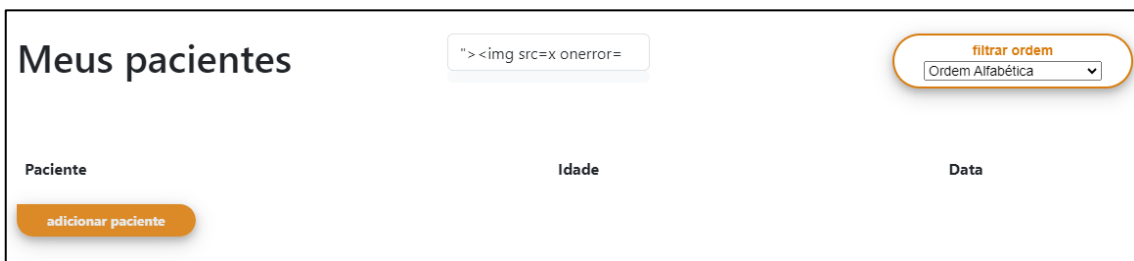 Meus pacientes
"><img src=x onerror=
filtrar ordem
Ordem Alfabética
Paciente Idade Data
adicionar paciente